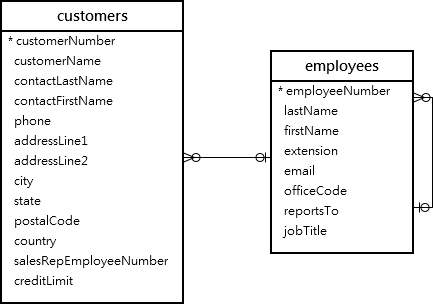 customers
* customerNumber
customerName
contactLastName
contactFirstName
phone
addressLine1
addressLine2
city
state
postalCode
country
salesRepEmployeeNumber
creditLimit
employees
* employeeNumber
lastName
firstName
extension
email
officeCode
reportsTo
jobTitle